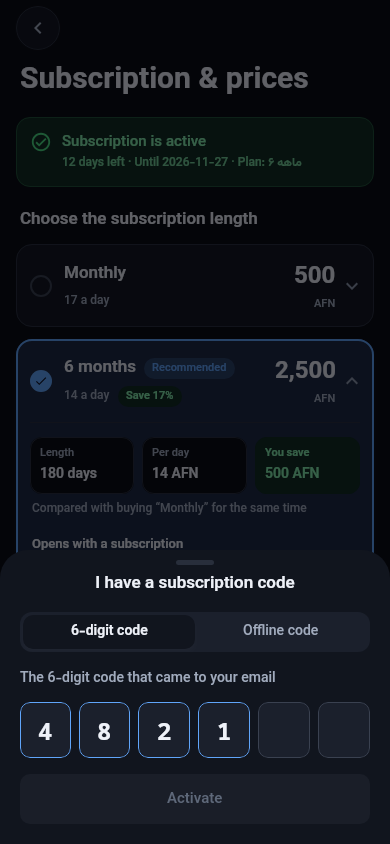 Subscription & prices
Subscription is active
12 days left · Until 2026-11-27 · Plan: ۶ ماهه
Choose the subscription length
Monthly
500
17 a day
AFN
6 months
Recommended
2,500
14 a day
Save 17%
AFN
Length
Per day
You save
180 days
14 AFN
500 AFN
Compared with buying "Monthly" for the same time
Opens with a subscription
I have a subscription code
6-digit code
Offline code
The 6-digit code that came to your email
4 8 2 1
Activate